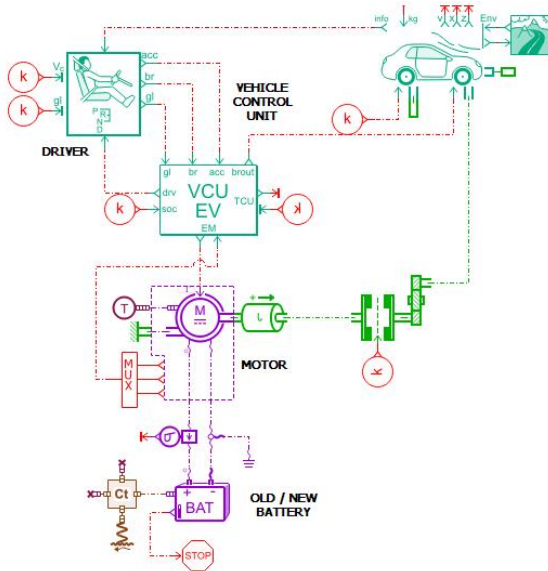 info
kg
v
x
z
Env
acc
k
br
gl
k
gl
P
R
N
D
VEHICLE
CONTROL
UNIT
k
DRIVER
gl
br
acc
brout
drv
VCU
EV
TCU
k
soc
k
EM
T
M
MOTOR
MUX
k
Ct
+
-
BAT
OLD / NEW
BATTERY
STOP